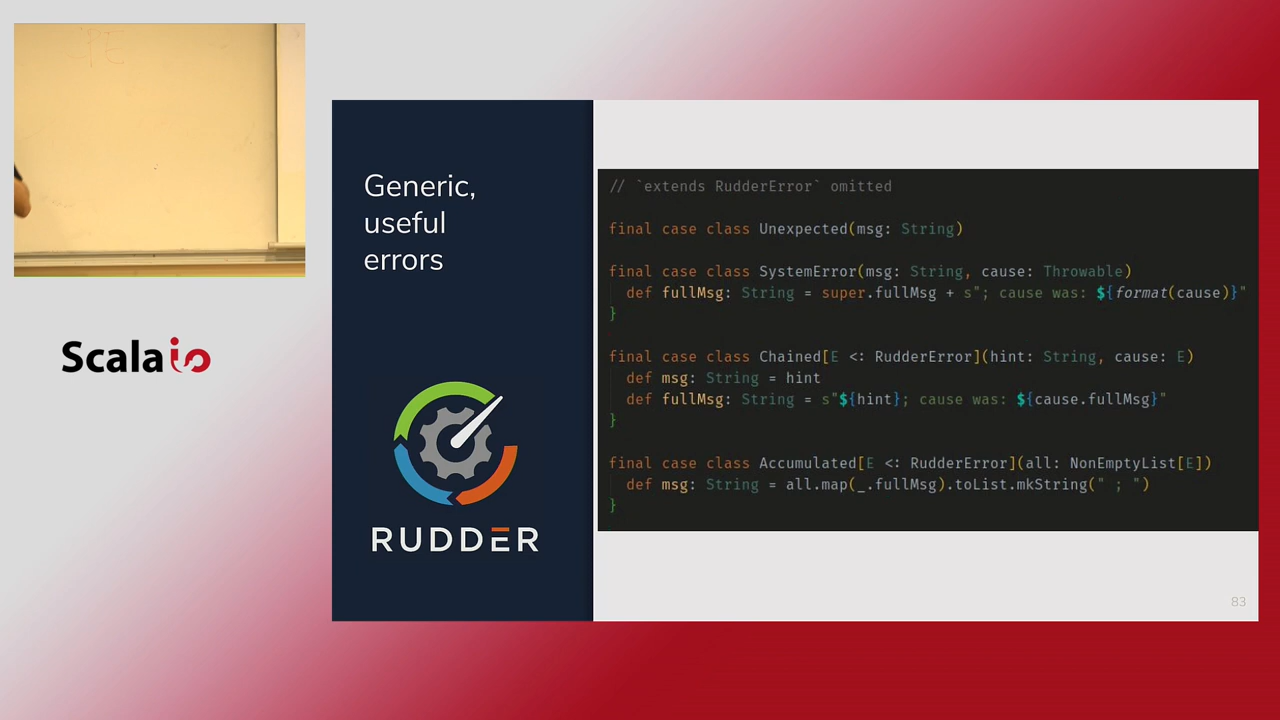 Scala io
Generic,
useful
errors
RUDDER
// `extends RudderError` omitted
final case class Unexpected(msg: String)
final case class SystemError(msg: String, cause: Throwable)
def fullMsg: String = super.fullMsg + s"; cause was: ${format(cause)}"
}
final case class Chained[E <: RudderError](hint: String, cause: E)
def msg: String = hint
def fullMsg: String = s"${hint}; cause was: ${cause.fullMsg}"
}
final case class Accumulated[E <: RudderError](all: NonEmptyList[E])
def msg: String = all.map(_.fullMsg).toList.mkString(" ; ")
}
83